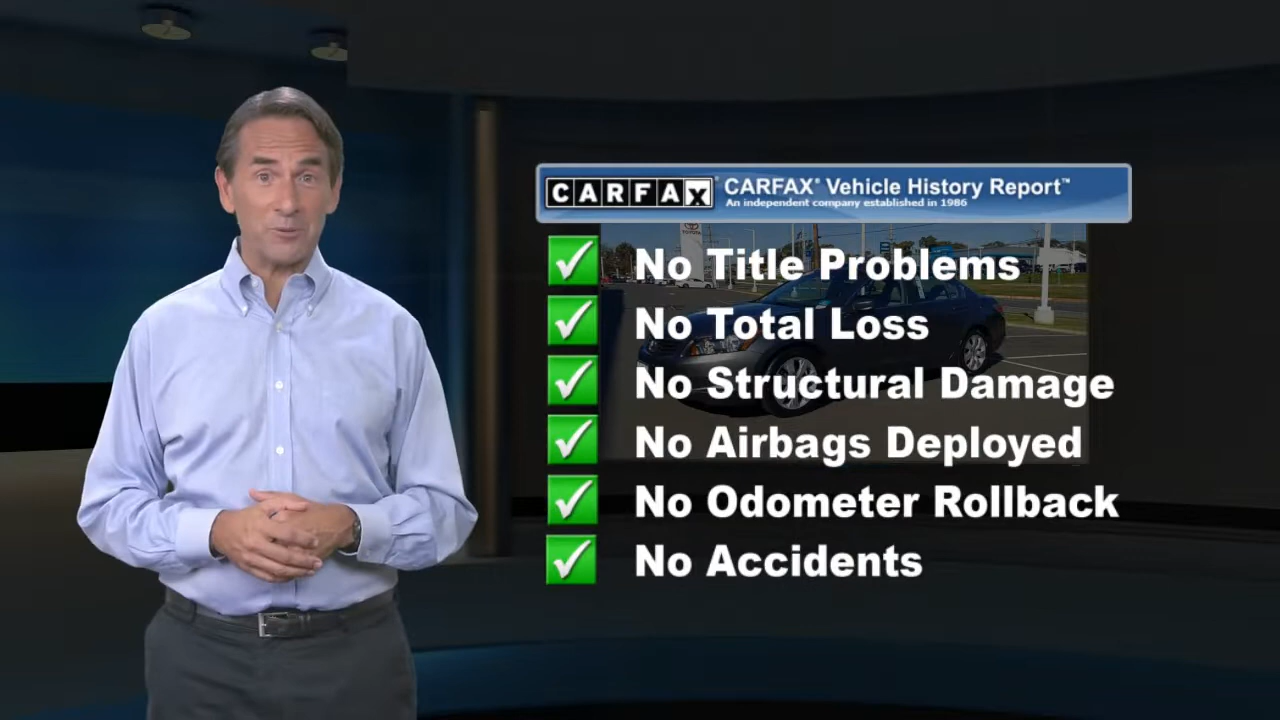 CARFAX
CARFAX® Vehicle History Report™
An independent company established in 1986
TOYOTA
No Title Problems
No Total Loss
No Structural Damage
No Airbags Deployed
No Odometer Rollback
No Accidents